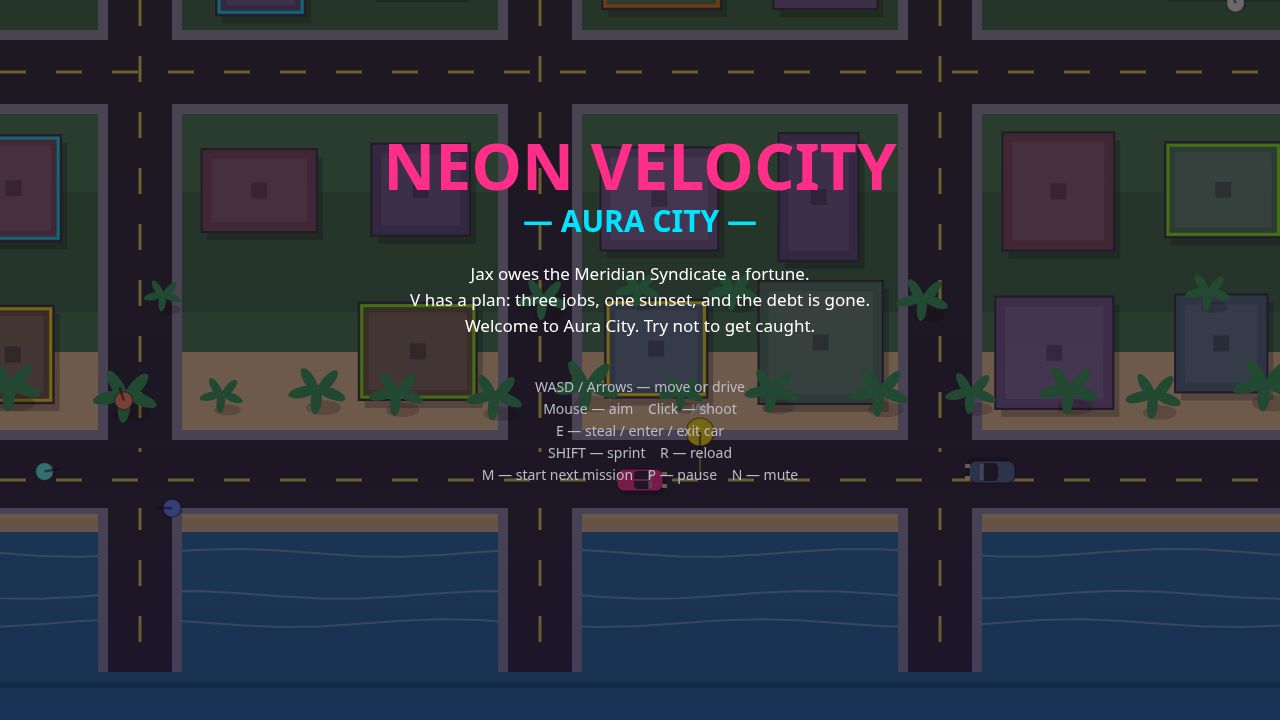 NEON VELOCITY
— AURA CITY —
Jax owes the Meridian Syndicate a fortune.
V has a plan: three jobs, one sunset, and the debt is gone.
Welcome to Aura City. Try not to get caught.
WASD / Arrows — move or drive
Mouse — aim    Click — shoot
E — steal / enter / exit car
SHIFT — sprint    R — reload
M — start next mission    P — pause    N — mute